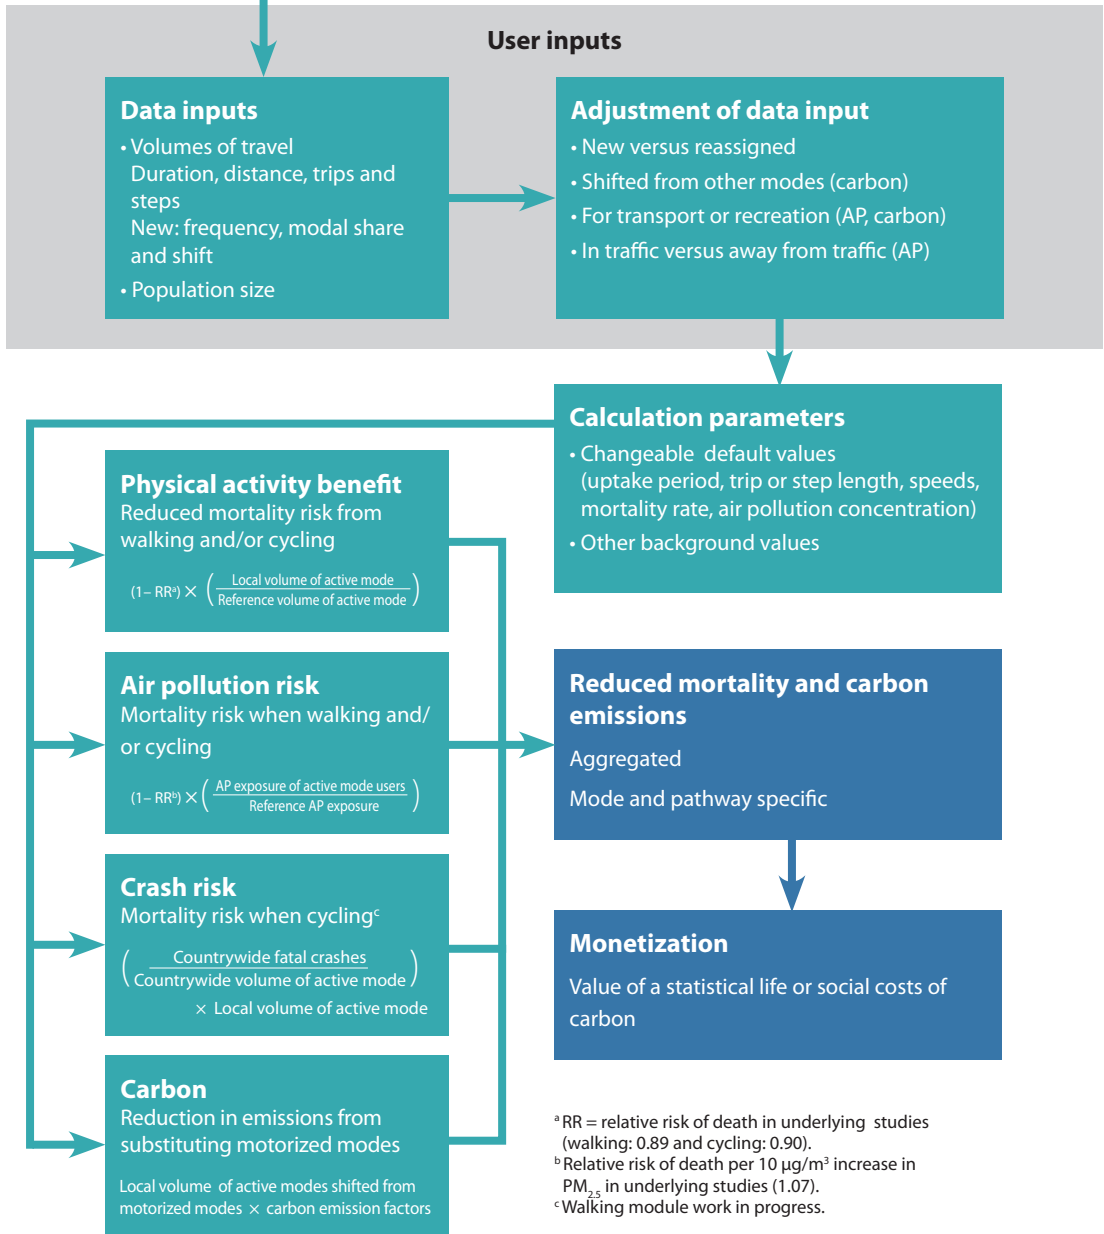 User inputs
Data inputs
• Volumes of travel
Duration, distance, trips and
steps
New: frequency, modal share
and shift
• Population size
Adjustment of data input
• New versus reassigned
• Shifted from other modes (carbon)
• For transport or recreation (AP, carbon)
• In traffic versus away from traffic (AP)
Calculation parameters
• Changeable default values
(uptake period, trip or step length, speeds,
mortality rate, air pollution concentration)
• Other background values
Physical activity benefit
Reduced mortality risk from
walking and/or cycling
(1– RRᵃ) × ( Local volume of active mode
Reference volume of active mode )
Air pollution risk
Mortality risk when walking and/
or cycling
(1– RRᵇ) × ( AP exposure of active mode users
Reference AP exposure )
Crash risk
Mortality risk when cyclingᶜ
( Countrywide fatal crashes
Countrywide volume of active mode )
× Local volume of active mode
Carbon
Reduction in emissions from
substituting motorized modes
Local volume of active modes shifted from
motorized modes × carbon emission factors
Reduced mortality and carbon
emissions
Aggregated
Mode and pathway specific
Monetization
Value of a statistical life or social costs of
carbon
ᵃ RR = relative risk of death in underlying studies
(walking: 0.89 and cycling: 0.90).
ᵇ Relative risk of death per 10 µg/m³ increase in
PM₂.₅ in underlying studies (1.07).
ᶜ Walking module work in progress.